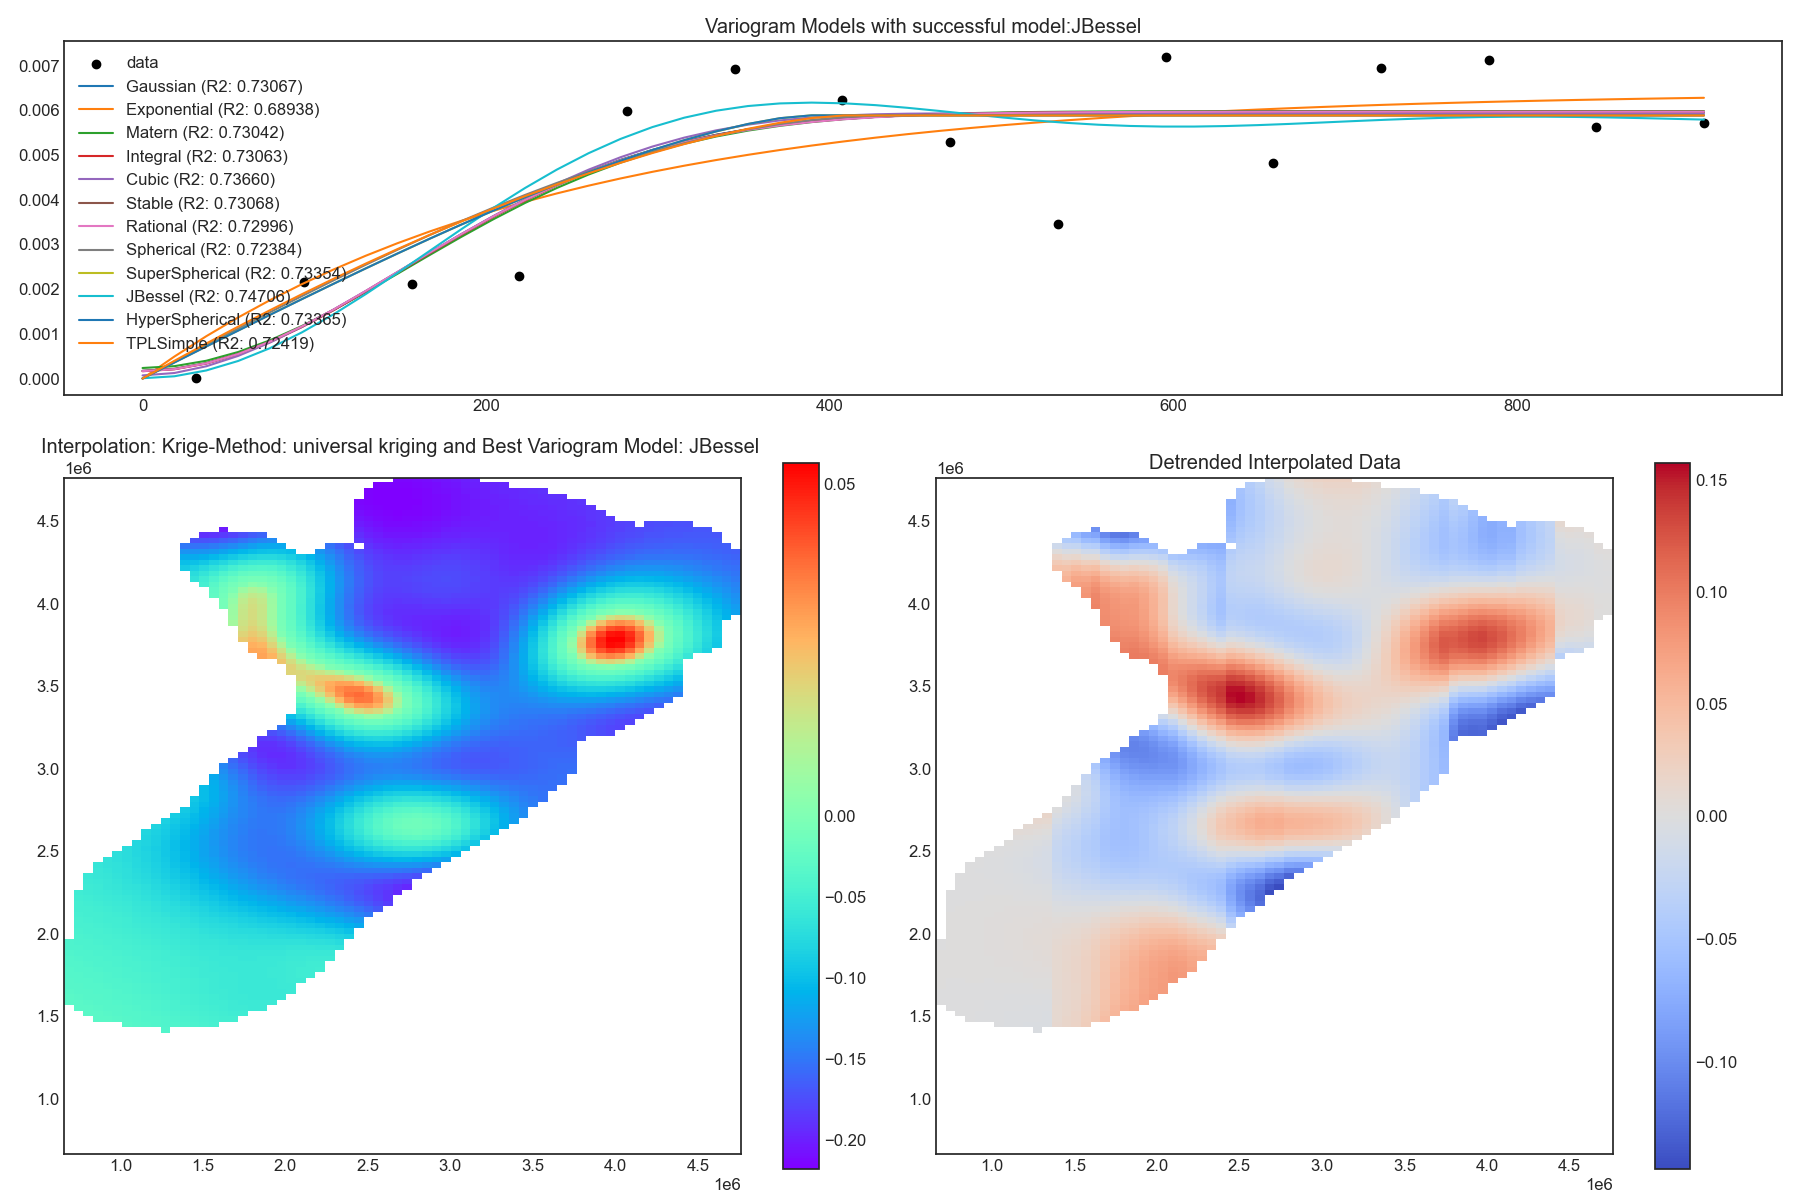 Variogram Models with successful model:JBessel
0.007
0.006
0.005
0.004
0.003
0.002
0.001
0.000
data
Gaussian (R2: 0.73067)
Exponential (R2: 0.68938)
Matern (R2: 0.73042)
Integral (R2: 0.73063)
Cubic (R2: 0.73660)
Stable (R2: 0.73068)
Rational (R2: 0.72996)
Spherical (R2: 0.72384)
SuperSpherical (R2: 0.73354)
JBessel (R2: 0.74706)
HyperSpherical (R2: 0.73365)
TPLSimple (R2: 0.72419)
0 200 400 600 800
Interpolation: Krige-Method: universal kriging and Best Variogram Model: JBessel
1e6
4.5
4.0
3.5
3.0
2.5
2.0
1.5
1.0
1.0 1.5 2.0 2.5 3.0 3.5 4.0 4.5
1e6
0.05
0.00
−0.05
−0.10
−0.15
−0.20
Detrended Interpolated Data
1e6
4.5
4.0
3.5
3.0
2.5
2.0
1.5
1.0
1.0 1.5 2.0 2.5 3.0 3.5 4.0 4.5
1e6
0.15
0.10
0.05
0.00
−0.05
−0.10